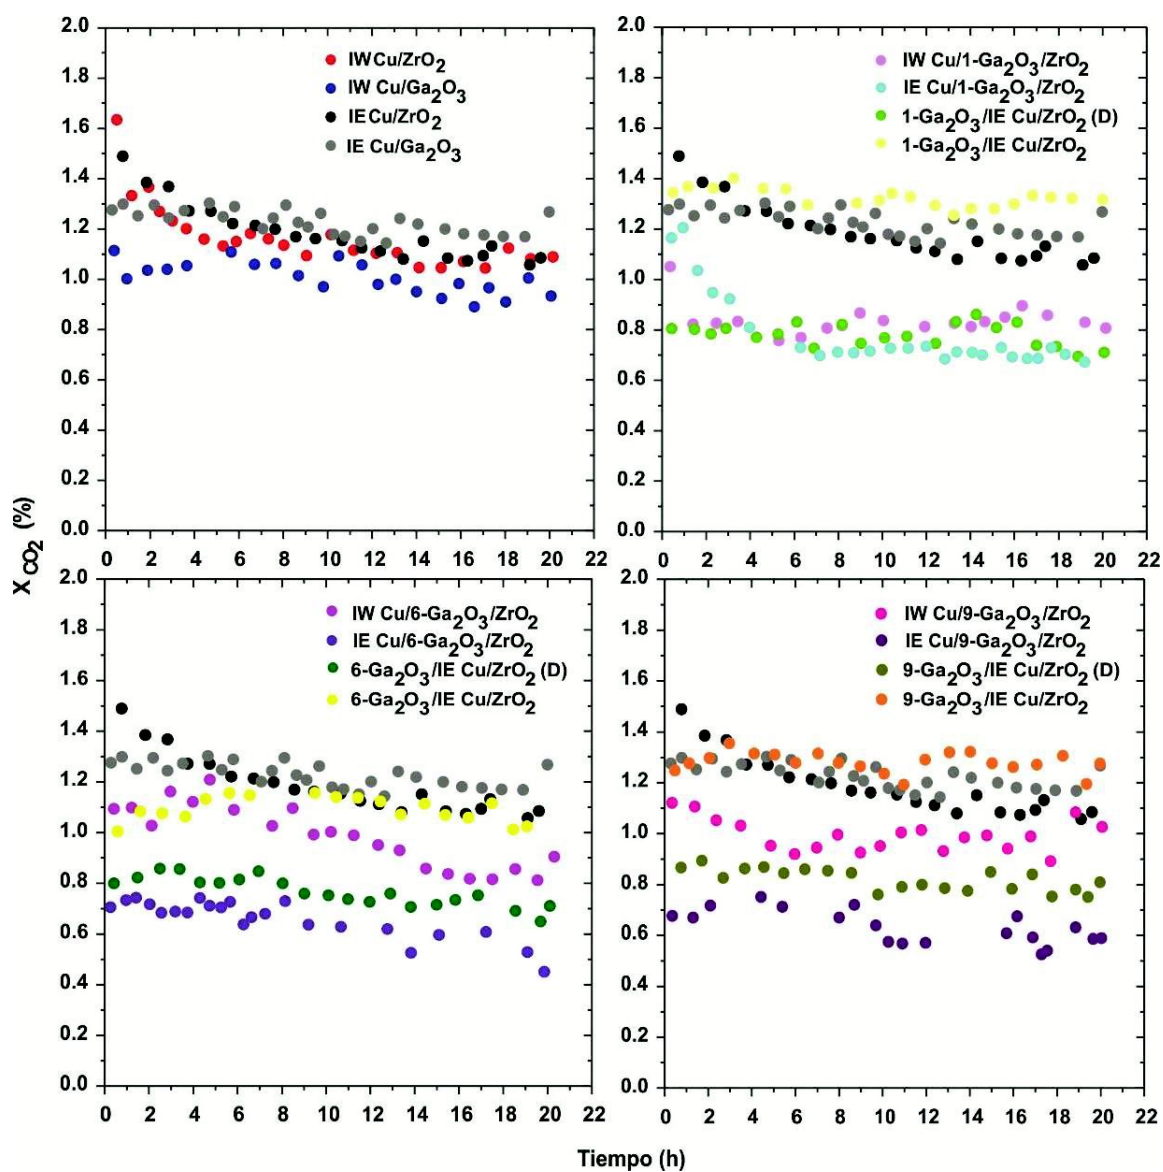 2.0
1.8
1.6
1.4
1.2
1.0
0.8
0.6
0.4
0.2
0.0
0 2 4 6 8 10 12 14 16 18 20 22
IW Cu/ZrO₂
IW Cu/Ga₂O₃
IE Cu/ZrO₂
IE Cu/Ga₂O₃
2.0
1.8
1.6
1.4
1.2
1.0
0.8
0.6
0.4
0.2
0.0
0 2 4 6 8 10 12 14 16 18 20 22
IW Cu/1-Ga₂O₃/ZrO₂
IE Cu/1-Ga₂O₃/ZrO₂
1-Ga₂O₃/IE Cu/ZrO₂ (D)
1-Ga₂O₃/IE Cu/ZrO₂
X CO₂ (%)
2.0
1.8
1.6
1.4
1.2
1.0
0.8
0.6
0.4
0.2
0.0
0 2 4 6 8 10 12 14 16 18 20 22
IW Cu/6-Ga₂O₃/ZrO₂
IE Cu/6-Ga₂O₃/ZrO₂
6-Ga₂O₃/IE Cu/ZrO₂ (D)
6-Ga₂O₃/IE Cu/ZrO₂
2.0
1.8
1.6
1.4
1.2
1.0
0.8
0.6
0.4
0.2
0.0
0 2 4 6 8 10 12 14 16 18 20 22
IW Cu/9-Ga₂O₃/ZrO₂
IE Cu/9-Ga₂O₃/ZrO₂
9-Ga₂O₃/IE Cu/ZrO₂ (D)
9-Ga₂O₃/IE Cu/ZrO₂
Tiempo (h)